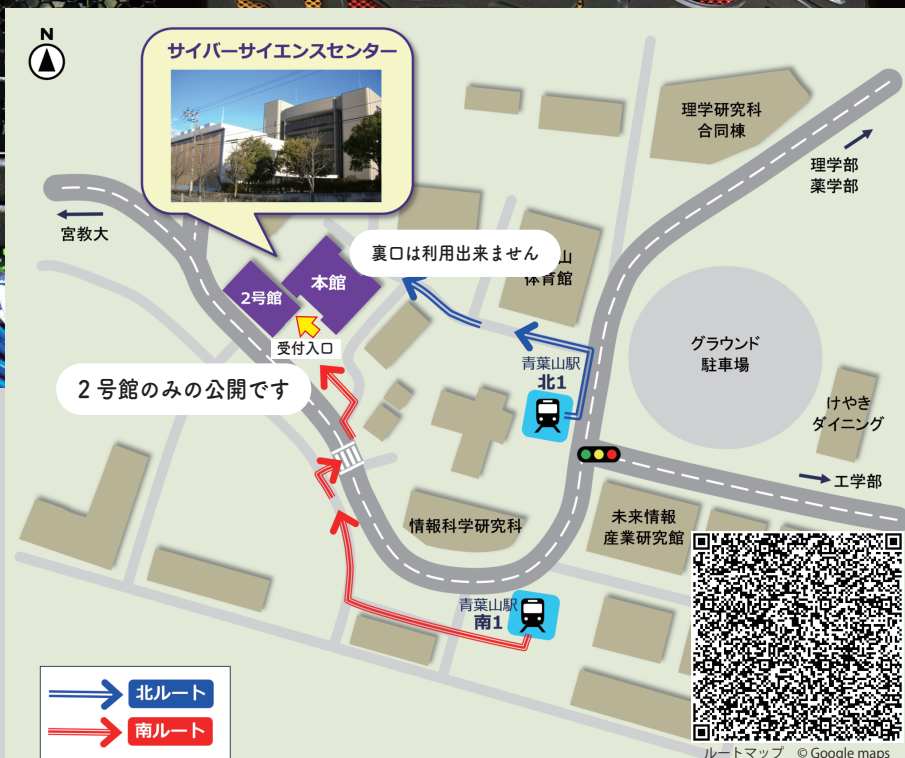 N
サイバーサイエンスセンター
理学研究科
合同棟
理学部
薬学部
宮教大
裏口は利用出来ません
山
体育館
本館
2号館
受付入口
グラウンド
駐車場
青葉山駅
北1
2号館のみの公開です
けやき
ダイニング
工学部
情報科学研究科
未来情報
産業研究館
青葉山駅
南1
北ルート
南ルート
ルートマップ © Google maps